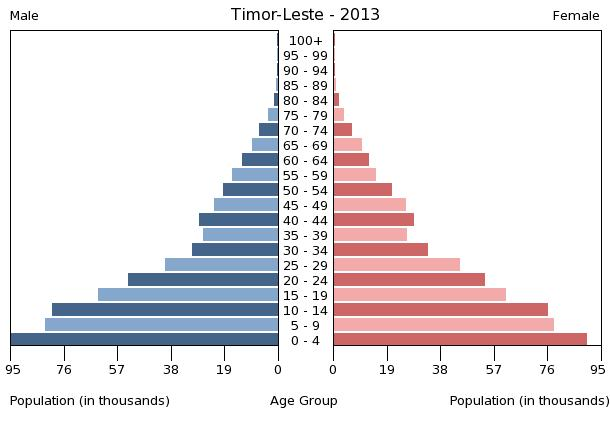 Timor-Leste - 2013
Male
Female
100+
95 - 99
90 - 94
85 - 89
80 - 84
75 - 79
70 - 74
65 - 69
60 - 64
55 - 59
50 - 54
45 - 49
40 - 44
35 - 39
30 - 34
25 - 29
20 - 24
15 - 19
10 - 14
5 - 9
0 - 4
95 76 57 38 19 0 0 19 38 57 76 95
Population (in thousands) Age Group Population (in thousands)